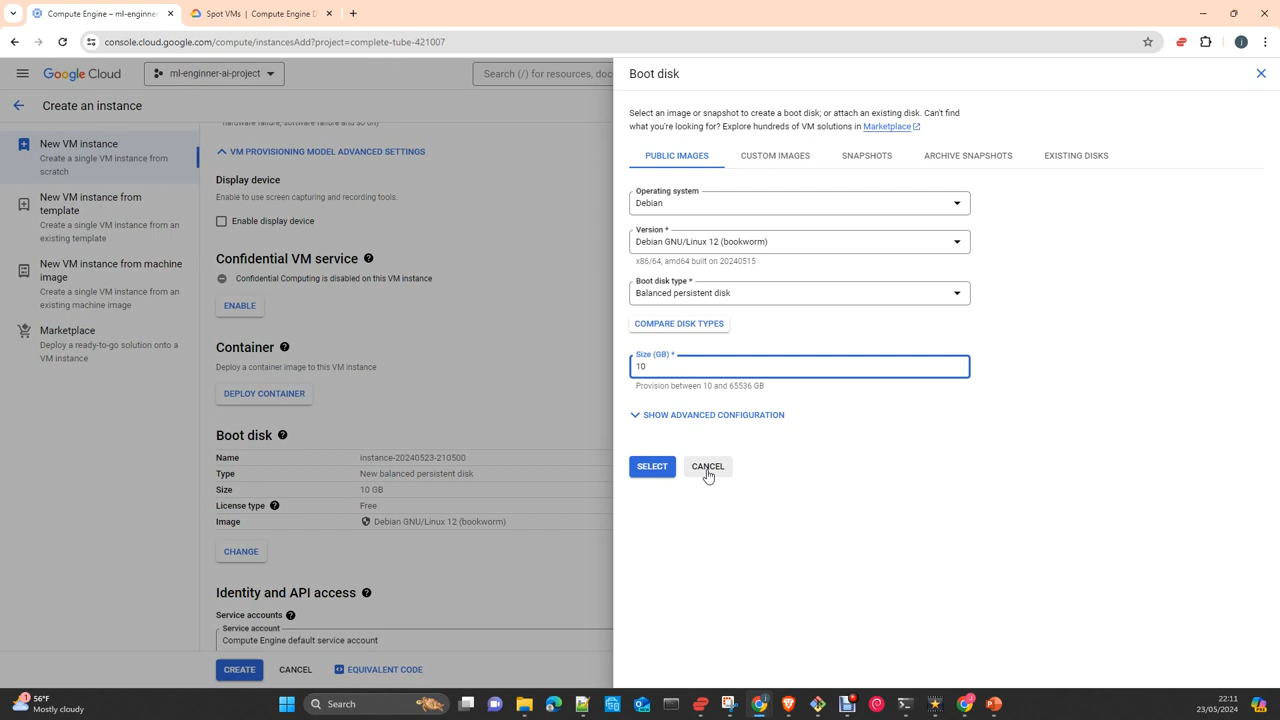 Compute Engine – ml-enginner
Spot VMs | Compute Engine D
console.cloud.google.com/compute/instancesAdd?project=complete-tube-421007
i
Google Cloud
ml-enginner-ai-project
Search (/) for resources, doc
Create an instance
New VM instance
Create a single VM instance from
scratch
New VM instance from
template
Create a single VM instance from an
existing template
New VM instance from machine
image
Create a single VM instance from an
existing machine image
Marketplace
Deploy a ready-to-go solution onto a
VM instance
hardware failure, software failure and so on)
VM PROVISIONING MODEL ADVANCED SETTINGS
Display device
Enable to use screen capturing and recording tools.
Enable display device
Confidential VM service
Confidential Computing is disabled on this VM instance
ENABLE
Container
Deploy a container image to this VM instance
DEPLOY CONTAINER
Boot disk
Name instance-20240523-210500
Type New balanced persistent disk
Size 10 GB
License type Free
Image Debian GNU/Linux 12 (bookworm)
CHANGE
Identity and API access
Service accounts
Service account
Compute Engine default service account
CREATE CANCEL EQUIVALENT CODE
Boot disk
Select an image or snapshot to create a boot disk; or attach an existing disk. Can't find
what you're looking for? Explore hundreds of VM solutions in Marketplace
PUBLIC IMAGES CUSTOM IMAGES SNAPSHOTS ARCHIVE SNAPSHOTS EXISTING DISKS
Operating system
Debian
Version *
Debian GNU/Linux 12 (bookworm)
x86/64, amd64 built on 20240515
Boot disk type *
Balanced persistent disk
COMPARE DISK TYPES
Size (GB) *
10
Provision between 10 and 65536 GB
SHOW ADVANCED CONFIGURATION
SELECT CANCEL
1
56°F
Mostly cloudy
Search
22:11
23/05/2024